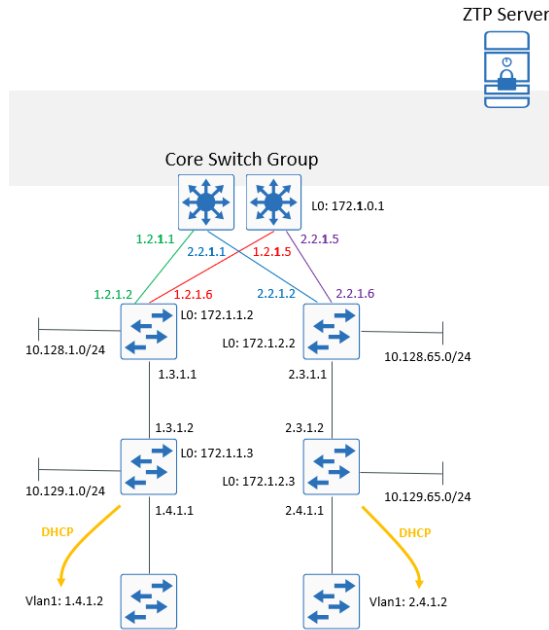 ZTP Server
Core Switch Group
L0: 172.1.0.1
1.2.1.1
2.2.1.1
1.2.1.5
2.2.1.5
1.2.1.2
1.2.1.6
2.2.1.2
2.2.1.6
L0: 172.1.1.2
L0: 172.1.2.2
10.128.1.0/24
10.128.65.0/24
1.3.1.1
2.3.1.1
1.3.1.2
2.3.1.2
L0: 172.1.1.3
L0: 172.1.2.3
10.129.1.0/24
10.129.65.0/24
1.4.1.1
2.4.1.1
DHCP
DHCP
Vlan1: 1.4.1.2
Vlan1: 2.4.1.2